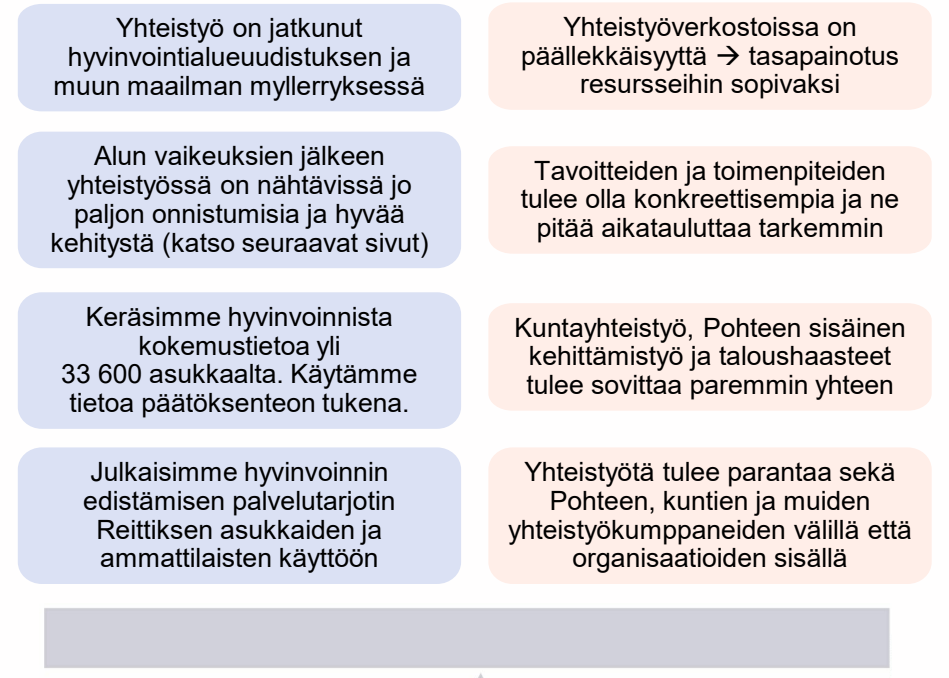 Yhteistyö on jatkunut
hyvinvointialueuudistuksen ja
muun maailman myllerryksessä
Alun vaikeuksien jälkeen
yhteistyössä on nähtävissä jo
paljon onnistumisia ja hyvää
kehitystä (katso seuraavat sivut)
Keräsimme hyvinvoinnista
kokemustietoa yli
33 600 asukkaalta. Käytämme
tietoa päätöksenteon tukena.
Julkaisimme hyvinvoinnin
edistämisen palvelutarjotin
Reittiksen asukkaiden ja
ammattilaisten käyttöön
Yhteistyöverkostoissa on
päällekkäisyyttä → tasapainotus
resursseihin sopivaksi
Tavoitteiden ja toimenpiteiden
tulee olla konkreettisempia ja ne
pitää aikatauluttaa tarkemmin
Kuntayhteistyö, Pohteen sisäinen
kehittämistyö ja taloushaasteet
tulee sovittaa paremmin yhteen
Yhteistyötä tulee parantaa sekä
Pohteen, kuntien ja muiden
yhteistyökumppaneiden välillä että
organisaatioiden sisällä